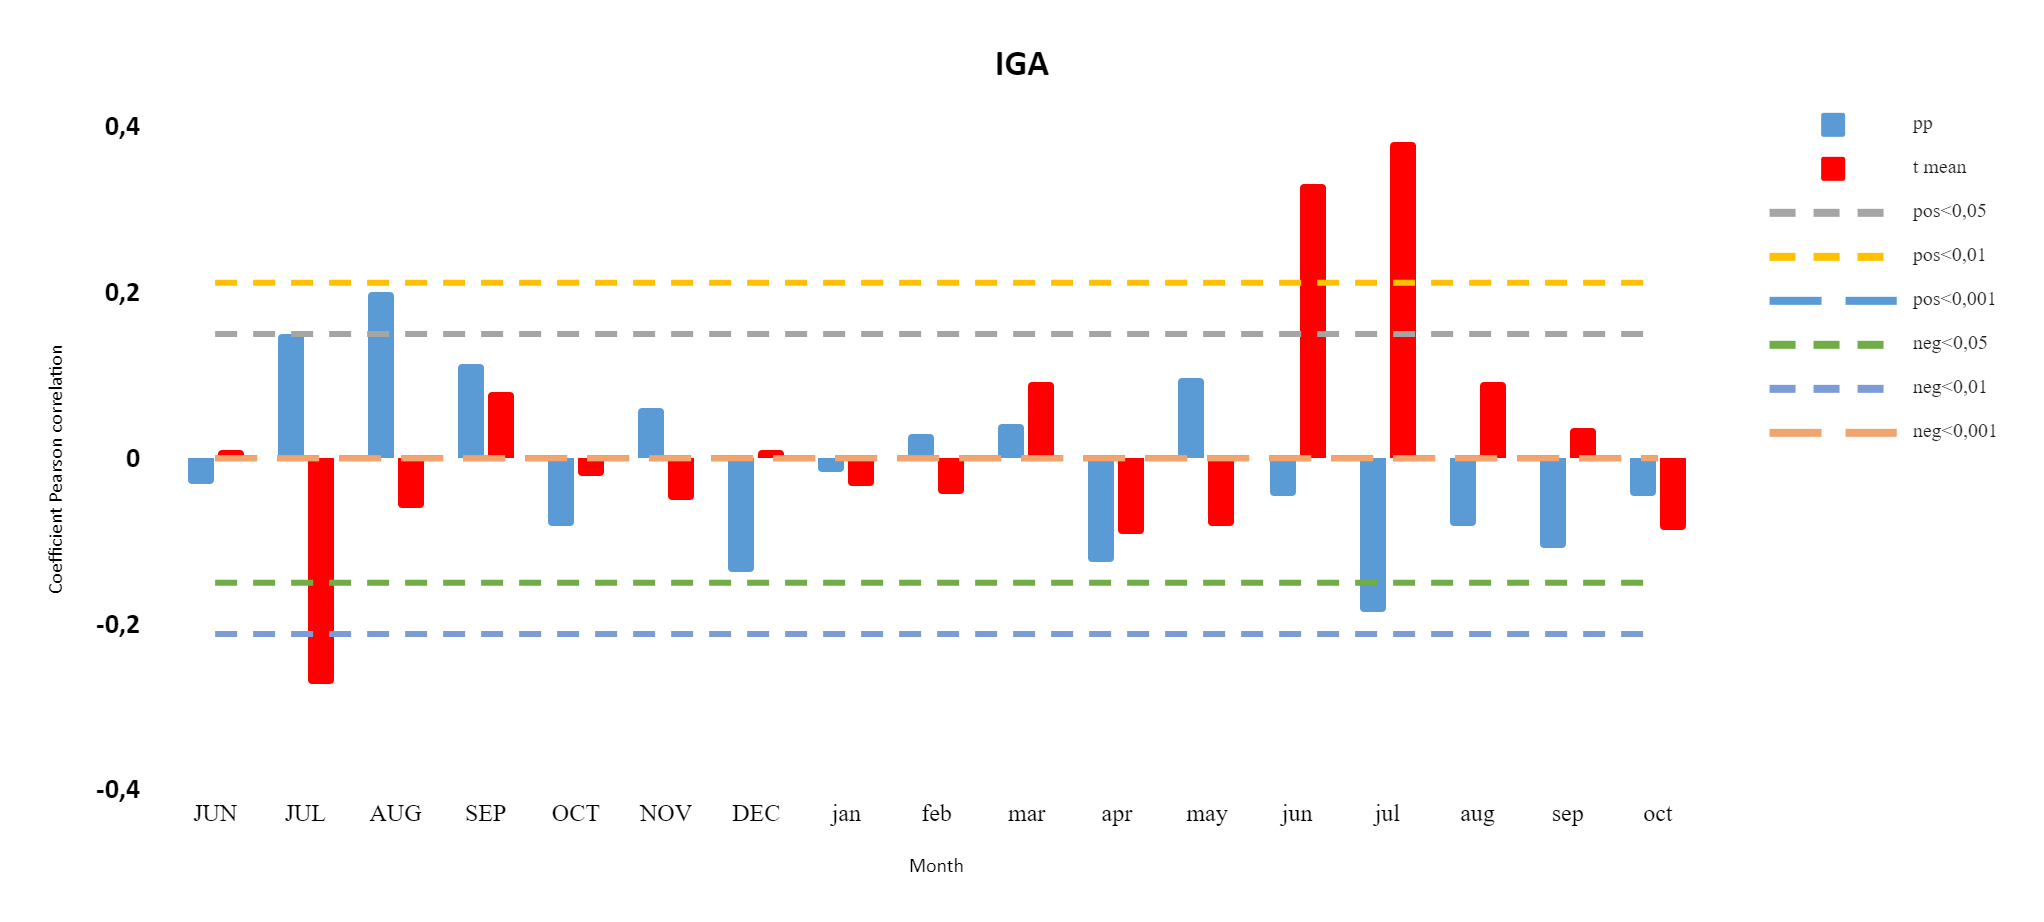 IGA
0,4
0,2
0
-0,2
-0,4
Coefficient Pearson correlation
JUN JUL AUG SEP OCT NOV DEC jan feb mar apr may jun jul aug sep oct
Month
pp
t mean
pos<0,05
pos<0,01
pos<0,001
neg<0,05
neg<0,01
neg<0,001